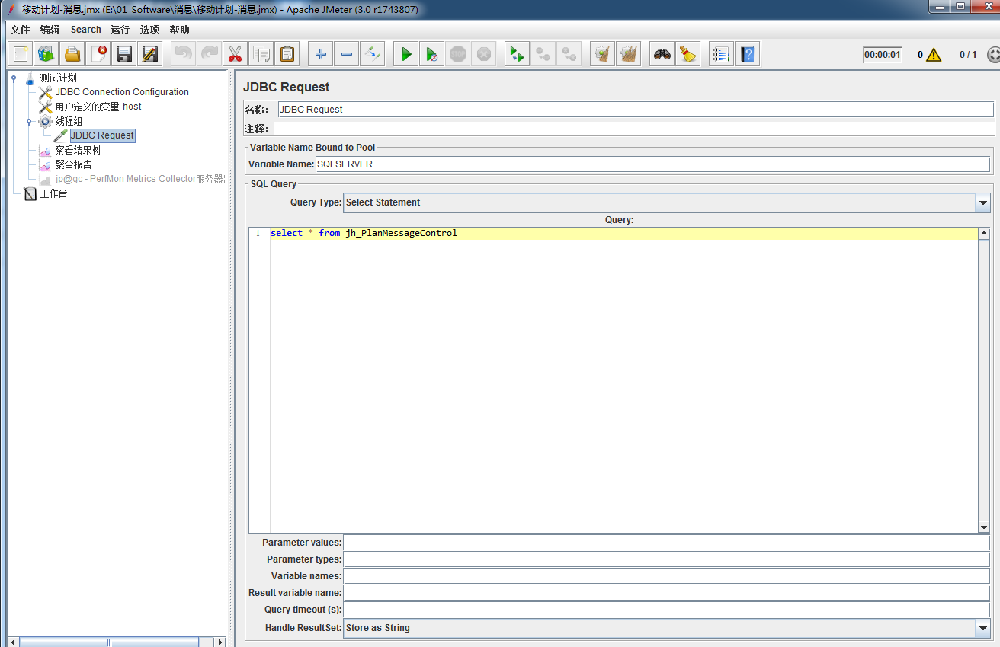 移动计划-消息.jmx (E:\01_Software\消息\移动计划-消息.jmx) - Apache JMeter (3.0 r1743807)
文件 编辑 Search 运行 选项 帮助
00:00:01 0 0 / 1
测试计划
JDBC Connection Configuration
用户定义的变量-host
线程组
JDBC Request
察看结果树
聚合报告
jp@gc - PerfMon Metrics Collector服务器
工作台
JDBC Request
名称: JDBC Request
注释:
Variable Name Bound to Pool
Variable Name: SQLSERVER
SQL Query
Query Type: Select Statement
Query:
1 select * from jh_PlanMessageControl
Parameter values:
Parameter types:
Variable names:
Result variable name:
Query timeout (s):
Handle ResultSet: Store as String